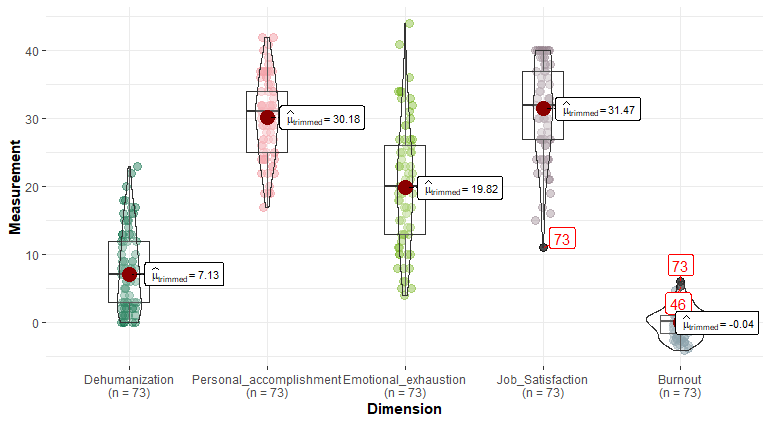 Measurement
40
30
20
10
0
μ̂trimmed = 7.13
μ̂trimmed = 30.18
μ̂trimmed = 19.82
μ̂trimmed = 31.47
73
73
46
μ̂trimmed = -0.04
Dehumanization
(n = 73)
Personal_accomplishment
(n = 73)
Emotional_exhaustion
(n = 73)
Job_Satisfaction
(n = 73)
Burnout
(n = 73)
Dimension